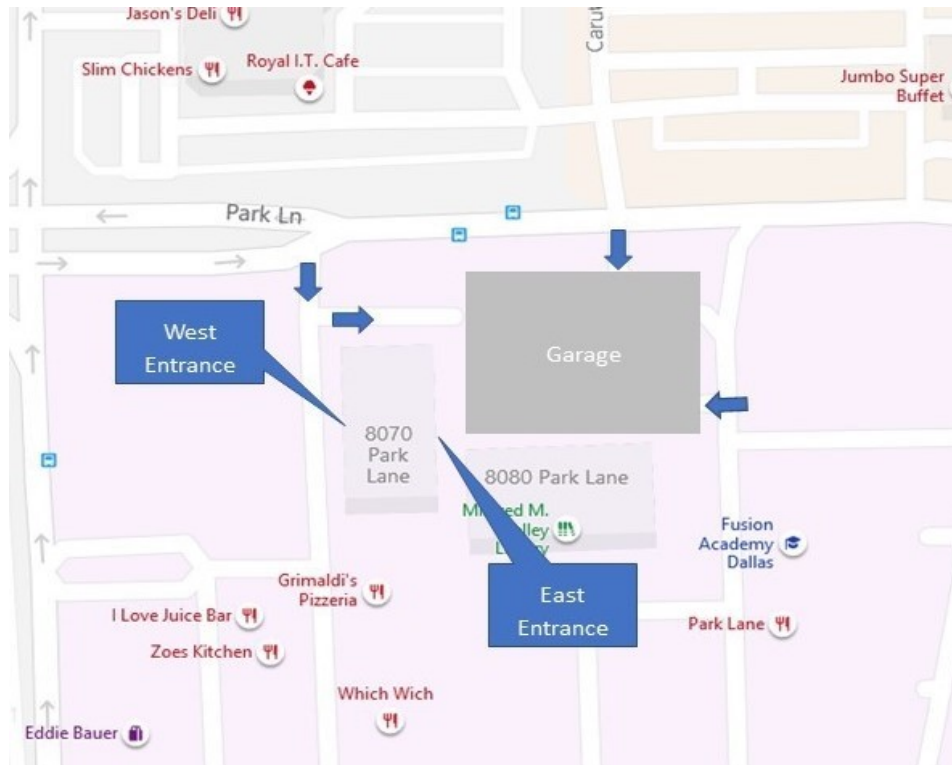 Jason's Deli
Slim Chickens
Royal I.T. Cafe
Jumbo Super
Buffet
Park Ln
West
Entrance
Garage
8070
Park
Lane
8080 Park Lane
Fusion
Academy
Dallas
East
Entrance
Grimaldi's
Pizzeria
I Love Juice Bar
Park Lane
Zoes Kitchen
Which Wich
Eddie Bauer